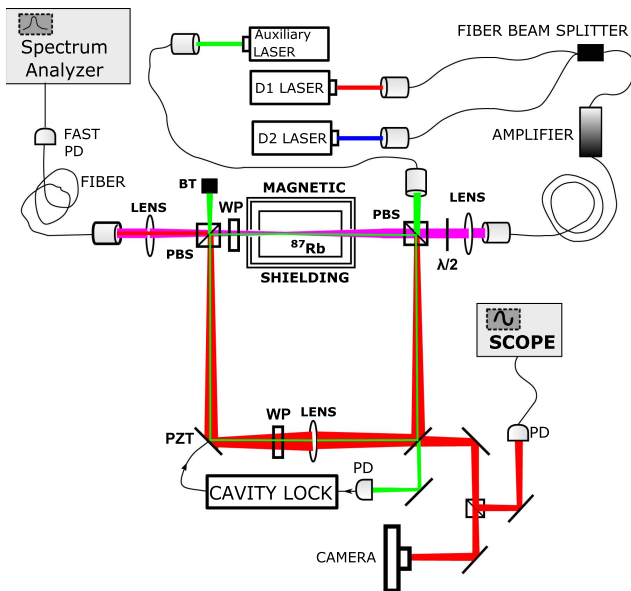 Spectrum
Analyzer
Auxiliary
LASER
D1 LASER
D2 LASER
FIBER BEAM SPLITTER
AMPLIFIER
FAST
PD
FIBER
BT
LENS
WP
PBS
MAGNETIC
87Rb
SHIELDING
PBS
LENS
λ/2
SCOPE
PD
PZT
WP
LENS
PD
CAVITY LOCK
CAMERA